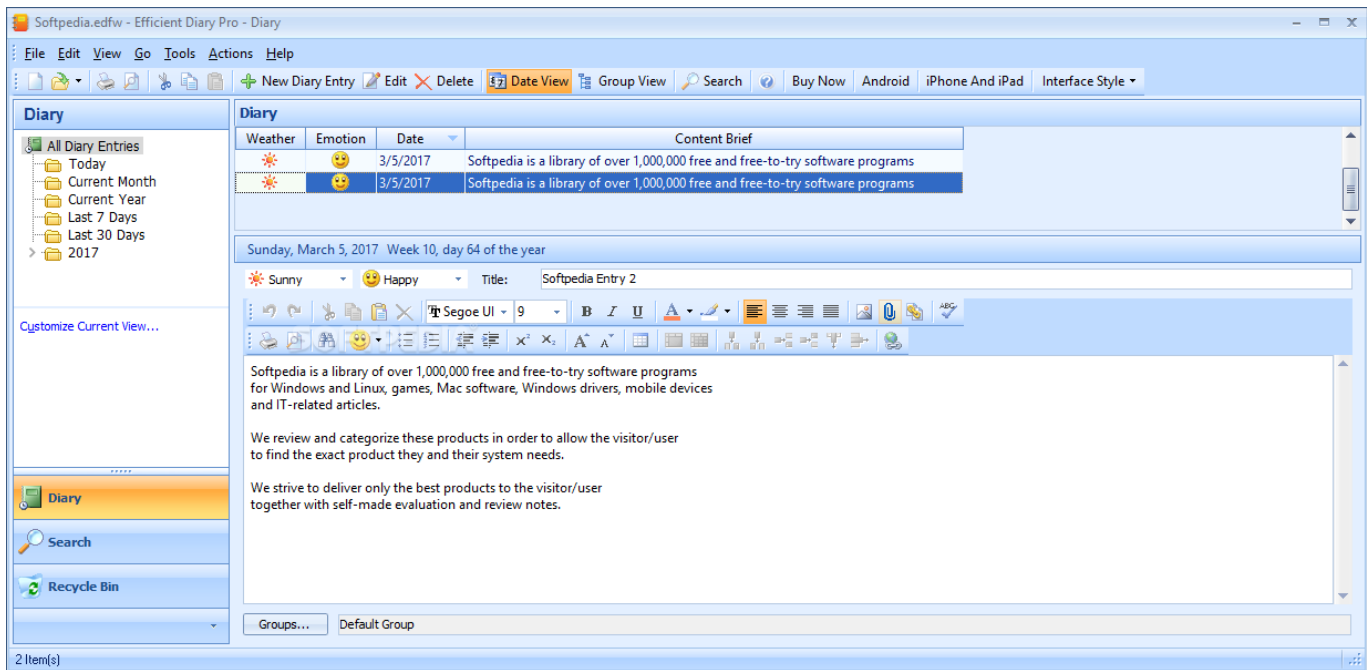 Softpedia.edfw - Efficient Diary Pro - Diary
File Edit View Go Tools Actions Help
New Diary Entry Edit Delete Date View Group View Search Buy Now Android iPhone And iPad Interface Style
Diary
Diary
All Diary Entries
Today
Current Month
Current Year
Last 7 Days
Last 30 Days
2017
Customize Current View...
Diary
Search
Recycle Bin
Weather Emotion Date Content Brief
3/5/2017 Softpedia is a library of over 1,000,000 free and free-to-try software programs
3/5/2017 Softpedia is a library of over 1,000,000 free and free-to-try software programs
Sunday, March 5, 2017 Week 10, day 64 of the year
Sunny Happy Title: Softpedia Entry 2
Segoe UI 9 B I U A ABC
SOFTPEDIA
x² x₂ A A
Softpedia is a library of over 1,000,000 free and free-to-try software programs
for Windows and Linux, games, Mac software, Windows drivers, mobile devices
and IT-related articles.
We review and categorize these products in order to allow the visitor/user
to find the exact product they and their system needs.
We strive to deliver only the best products to the visitor/user
together with self-made evaluation and review notes.
Groups... Default Group
2 Item(s)